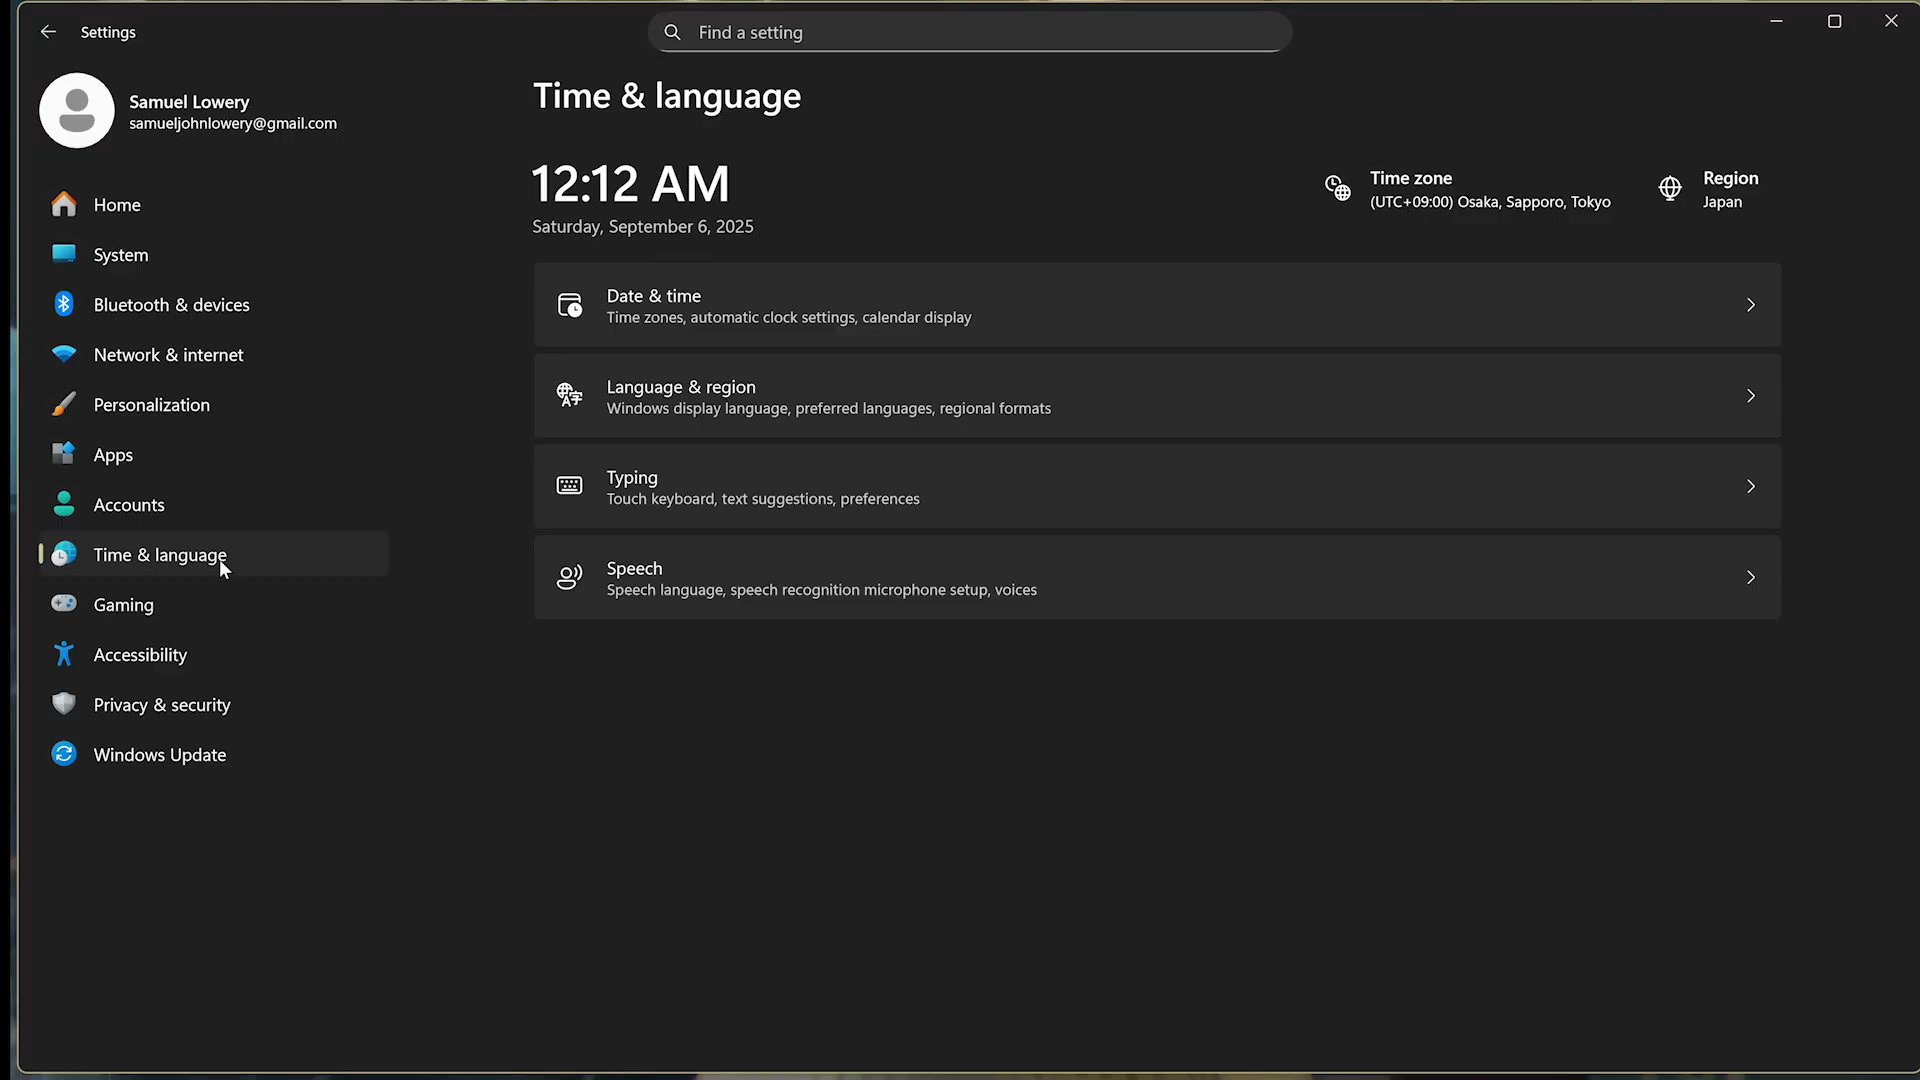 Settings
Find a setting
Samuel Lowery
samueljohnlowery@gmail.com
Home
System
Bluetooth & devices
Network & internet
Personalization
Apps
Accounts
Time & language
Gaming
Accessibility
Privacy & security
Windows Update
Time & language
12:12 AM
Saturday, September 6, 2025
Time zone
(UTC+09:00) Osaka, Sapporo, Tokyo
Region
Japan
Date & time
Time zones, automatic clock settings, calendar display
Language & region
Windows display language, preferred languages, regional formats
Typing
Touch keyboard, text suggestions, preferences
Speech
Speech language, speech recognition microphone setup, voices